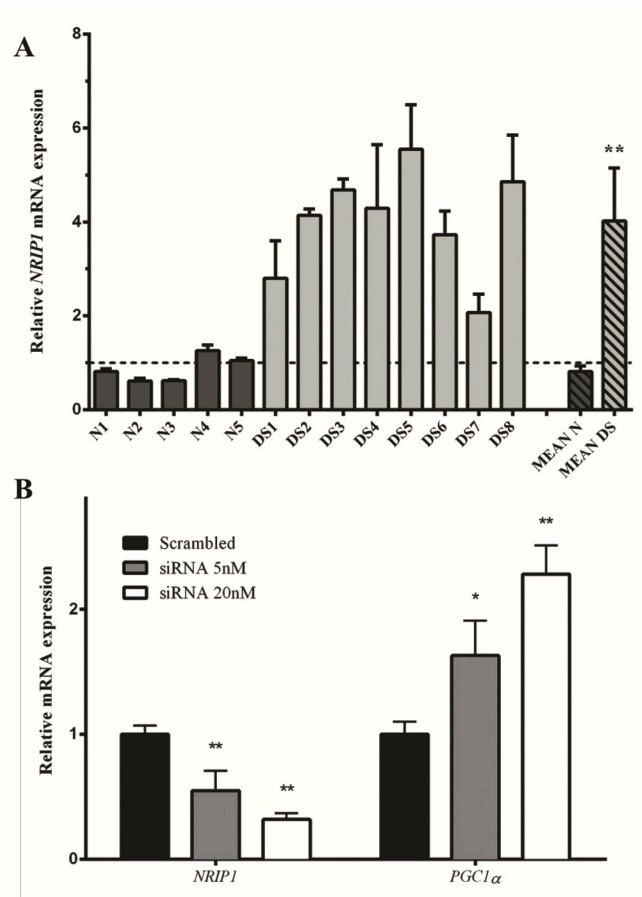 A
Relative NRIP1 mRNA expression
8
6
4
2
0
**
N1 N2 N3 N4 N5 DS1 DS2 DS3 DS4 DS5 DS6 DS7 DS8 MEAN N MEAN DS
B
Relative mRNA expression
Scrambled
siRNA 5nM
siRNA 20nM
2
1
0
** ** * **
NRIP1 PGC1α